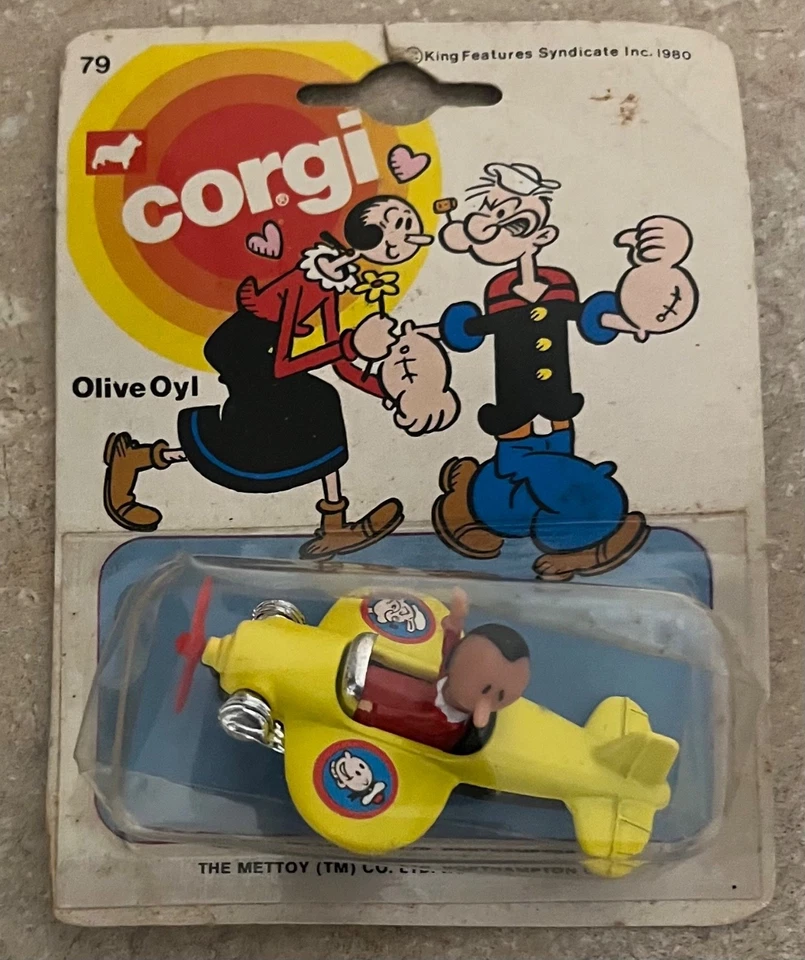 79
©King Features Syndicate Inc. 1980
corgi®
Olive Oyl
THE METTOY (TM) CO. LTD.